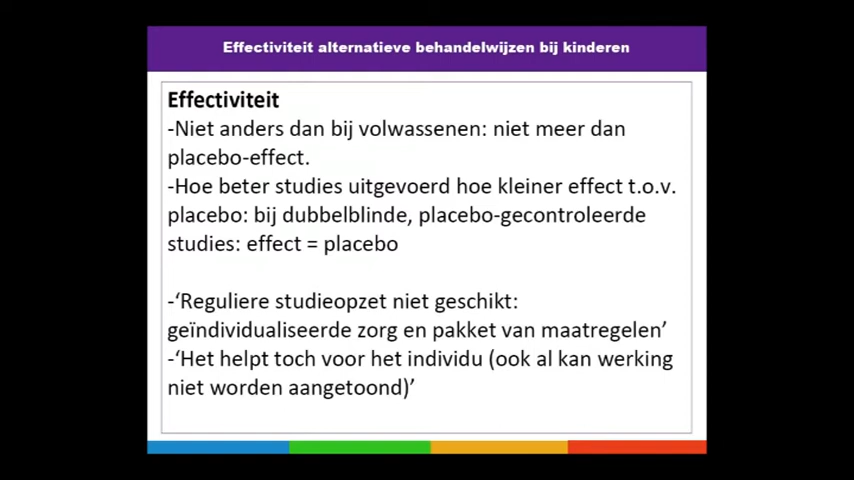 Effectiviteit alternatieve behandelwijzen bij kinderen
Effectiviteit
-Niet anders dan bij volwassenen: niet meer dan
placebo-effect.
-Hoe beter studies uitgevoerd hoe kleiner effect t.o.v.
placebo: bij dubbelblinde, placebo-gecontroleerde
studies: effect = placebo
-‘Reguliere studieopzet niet geschikt:
geïndividualiseerde zorg en pakket van maatregelen’
-‘Het helpt toch voor het individu (ook al kan werking
niet worden aangetoond)’